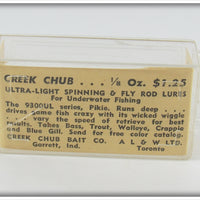 CREEK CHUB . . . 1/8 Oz. $1.25
ULTRA-LIGHT SPINNING & FLY ROD LURES
For Underwater Fishing
The 9300UL series, Pikie. Runs deep . . .
drives game fish crazy with its wicked wiggle
. . . vary the speed of retrieve for best
results. Takes Bass, Trout, Walleye, Crappie
and Blue Gill. Send for free color catalog.
CREEK CHUB BAIT CO. A L & W LTD.
Garrett, Ind. Toronto